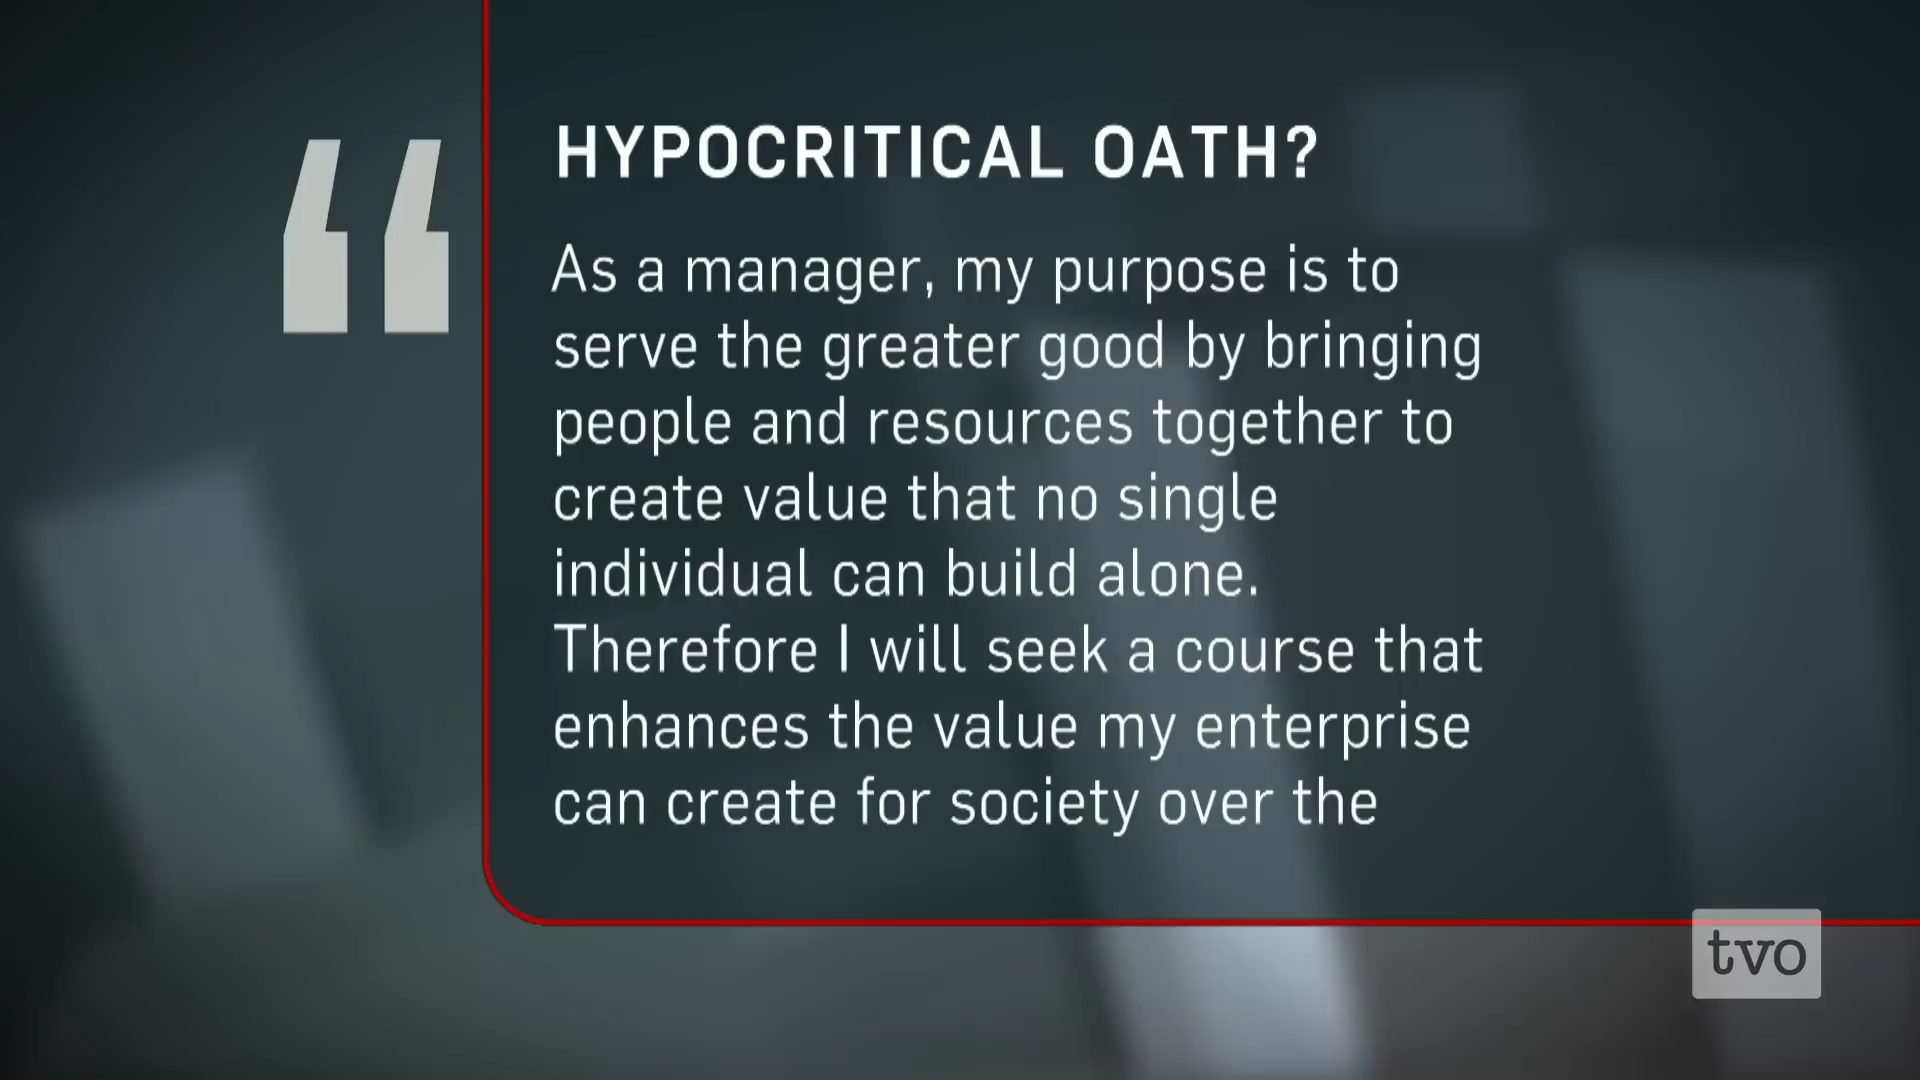 “
HYPOCRITICAL OATH?
As a manager, my purpose is to
serve the greater good by bringing
people and resources together to
create value that no single
individual can build alone.
Therefore I will seek a course that
enhances the value my enterprise
can create for society over the
tvo